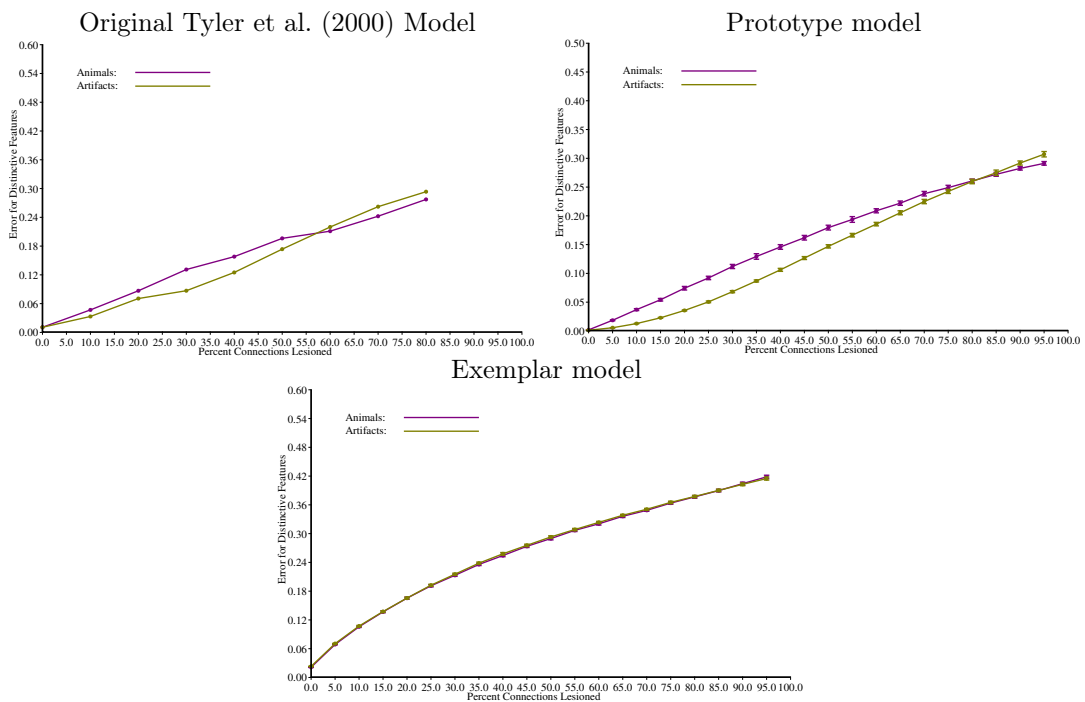 Original Tyler et al. (2000) Model
0.60
0.54
0.48
0.42
0.36
0.30
0.24
0.18
0.12
0.06
0.00
Error for Distinctive Features
Animals:
Artifacts:
0.0 5.0 10.0 15.0 20.0 25.0 30.0 35.0 40.0 45.0 50.0 55.0 60.0 65.0 70.0 75.0 80.0 85.0 90.0 95.0 100.0
Percent Connections Lesioned
Prototype model
0.50
0.45
0.40
0.35
0.30
0.25
0.20
0.15
0.10
0.05
0.00
Error for Distinctive Features
Animals:
Artifacts:
0.0 5.0 10.0 15.0 20.0 25.0 30.0 35.0 40.0 45.0 50.0 55.0 60.0 65.0 70.0 75.0 80.0 85.0 90.0 95.0 100.0
Percent Connections Lesioned
Exemplar model
0.60
0.54
0.48
0.42
0.36
0.30
0.24
0.18
0.12
0.06
0.00
Error for Distinctive Features
Animals:
Artifacts:
0.0 5.0 10.0 15.0 20.0 25.0 30.0 35.0 40.0 45.0 50.0 55.0 60.0 65.0 70.0 75.0 80.0 85.0 90.0 95.0 100.0
Percent Connections Lesioned